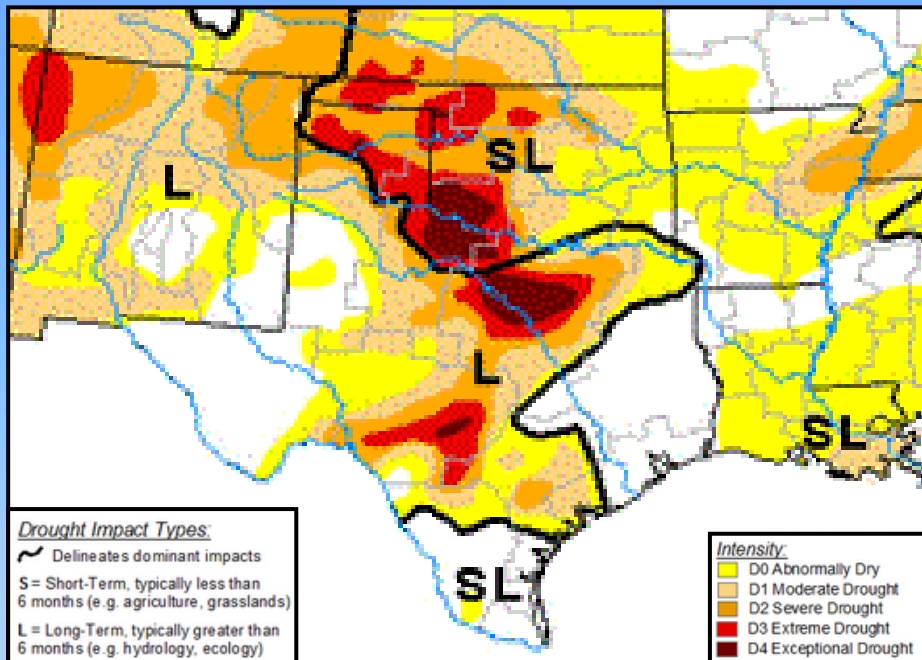 L
SL
L
SL
SL
Drought Impact Types:
Delineates dominant impacts
S = Short-Term, typically less than
6 months (e.g. agriculture, grasslands)
L = Long-Term, typically greater than
6 months (e.g. hydrology, ecology)
Intensity:
D0 Abnormally Dry
D1 Moderate Drought
D2 Severe Drought
D3 Extreme Drought
D4 Exceptional Drought